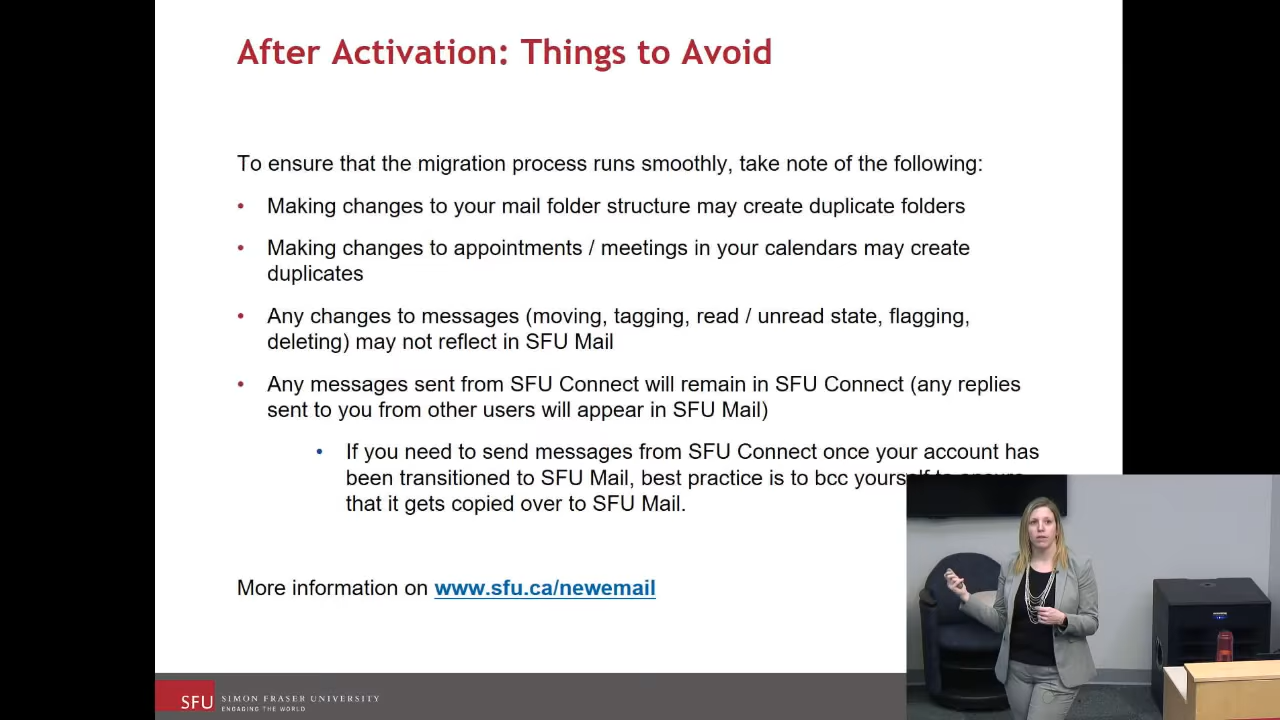 After Activation: Things to Avoid
To ensure that the migration process runs smoothly, take note of the following:
• Making changes to your mail folder structure may create duplicate folders
• Making changes to appointments / meetings in your calendars may create
duplicates
• Any changes to messages (moving, tagging, read / unread state, flagging,
deleting) may not reflect in SFU Mail
• Any messages sent from SFU Connect will remain in SFU Connect (any replies
sent to you from other users will appear in SFU Mail)
• If you need to send messages from SFU Connect once your account has
been transitioned to SFU Mail, best practice is to bcc yourself to ensure
that it gets copied over to SFU Mail.
More information on www.sfu.ca/newemail
SFU SIMON FRASER UNIVERSITY
ENGAGING THE WORLD